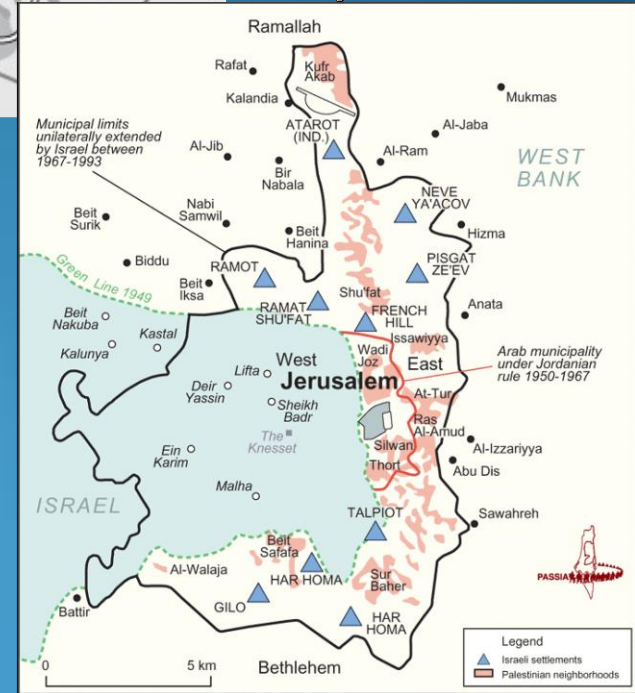 Ramallah
Rafat
Kufr
Akab
Kalandia
Mukmas
Municipal limits
unilaterally extended
by Israel between
1967-1993
ATAROT
(IND.)
Al-Jaba
Al-Jib
Al-Ram
WEST
BANK
Bir
Nabala
NEVE
YA'ACOV
Nabi
Samwil
Beit
Surik
Beit
Hanina
Hizma
Green Line 1949
Biddu
RAMOT
PISGAT
ZE'EV
Beit
Iksa
Shu'fat
RAMAT
SHU'FAT
Anata
Beit
Nakuba
FRENCH
HILL
Kastal
Issawiyya
Kalunya
West
Wadi
Joz
East
Arab municipality
under Jordanian
rule 1950-1967
Lifta
Jerusalem
Deir
Yassin
At-Tur
Sheikh
Badr
Ras
Al-Amud
The
Knesset
Silwan
Al-Izzariyya
Ein
Karim
Thort
Abu Dis
Malha
ISRAEL
TALPIOT
Sawahreh
Beit
Safafa
Al-Walaja
HAR HOMA
Sur
Baher
PASSIA
Battir
GILO
HAR
HOMA
Legend
Israeli settlements
Palestinian neighborhoods
0
5 km
Bethlehem